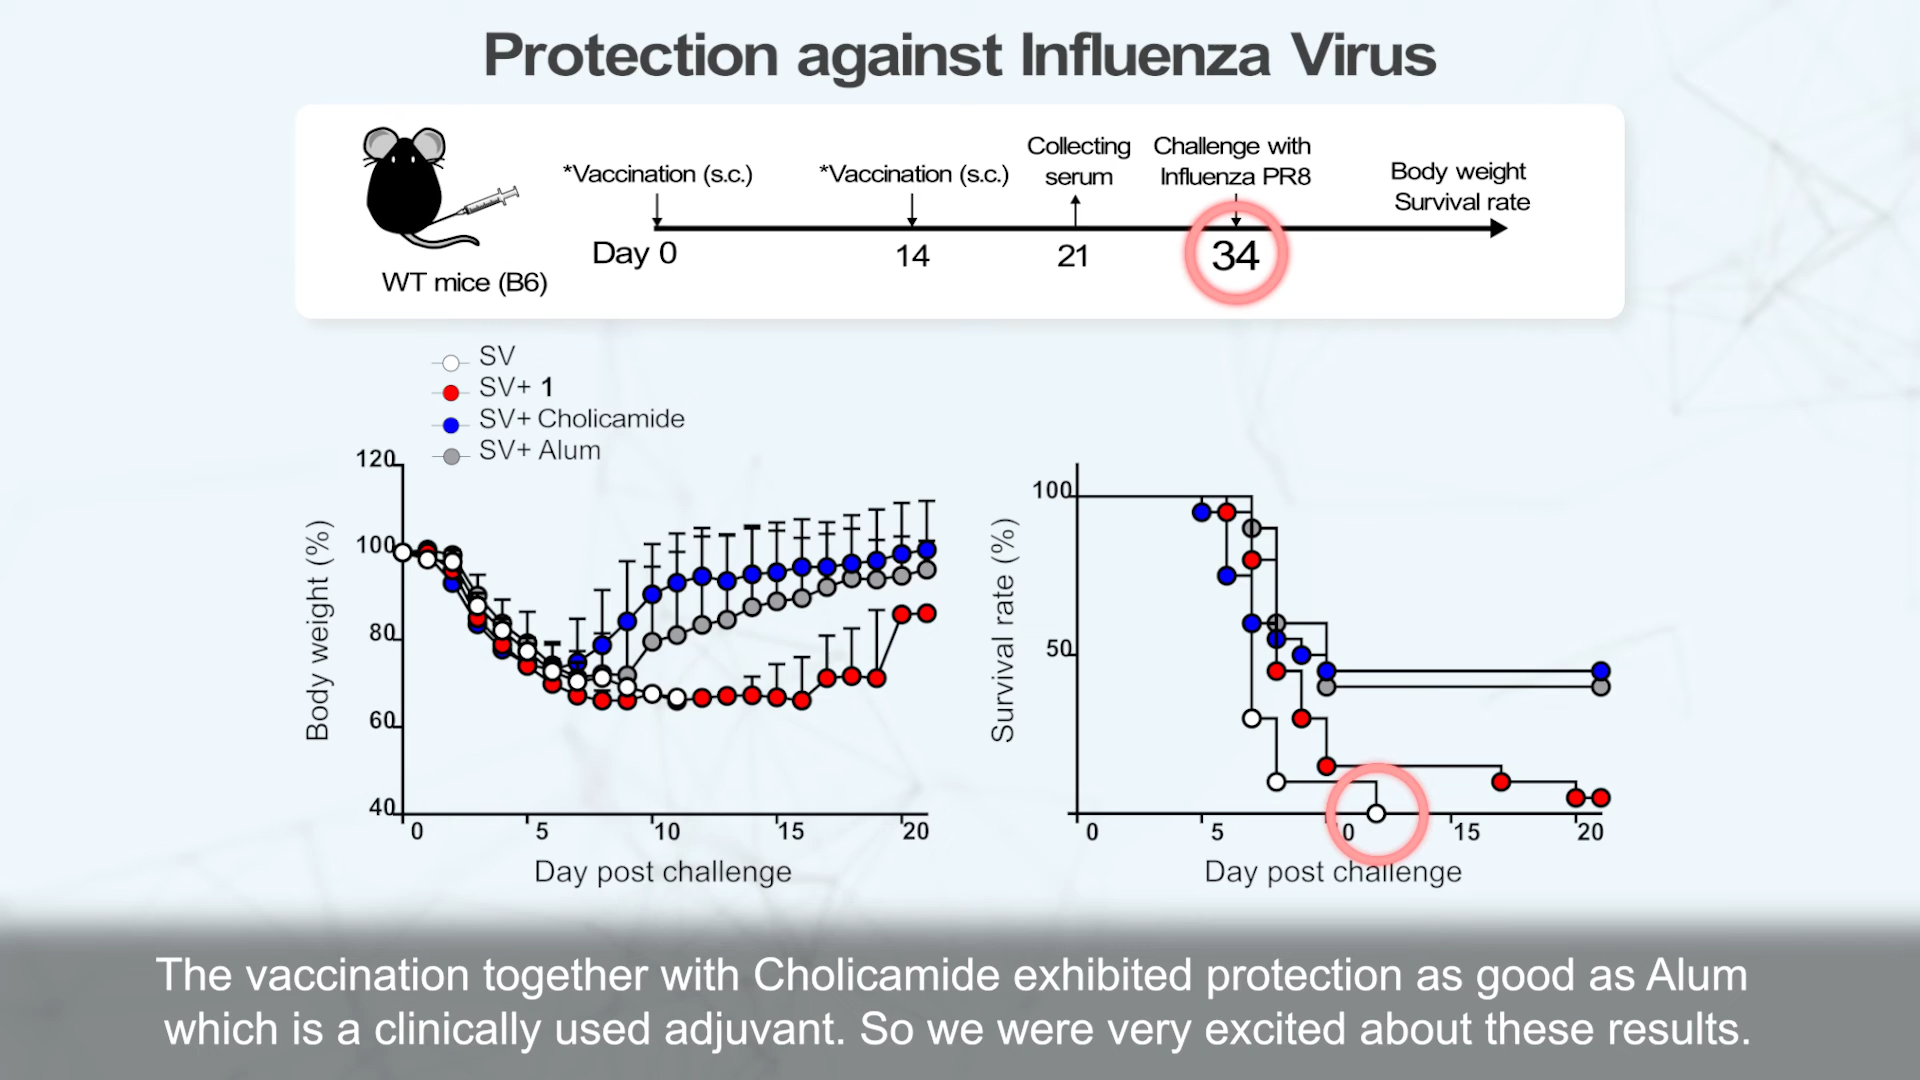 Protection against Influenza Virus
*Vaccination (s.c.)
*Vaccination (s.c.)
Collecting
serum
Challenge with
Influenza PR8
Body weight
Survival rate
Day 0
14
21
34
WT mice (B6)
SV
SV+ 1
SV+ Cholicamide
SV+ Alum
120
100
80
60
40
Body weight (%)
0
5
10
15
20
Day post challenge
100
50
Survival rate (%)
0
5
10
15
20
Day post challenge
The vaccination together with Cholicamide exhibited protection as good as Alum
which is a clinically used adjuvant. So we were very excited about these results.